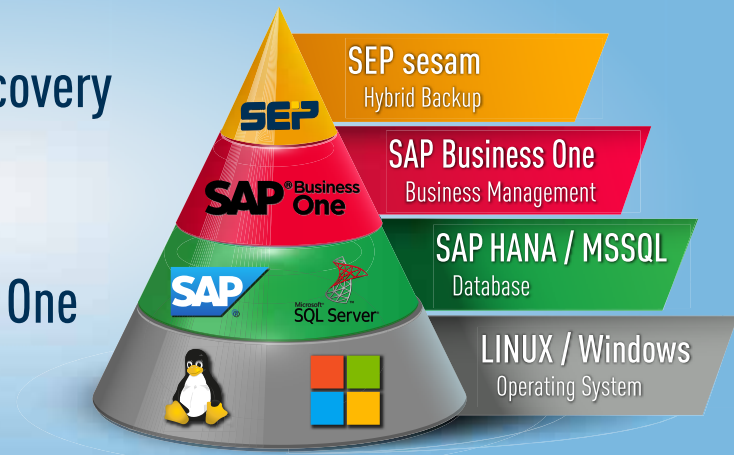 covery
One
SEP sesam
Hybrid Backup
SEP
SAP Business One
Business Management
SAP® Business
One
SAP HANA / MSSQL
Database
SAP®
Microsoft®
SQL Server®
LINUX / Windows
Operating System